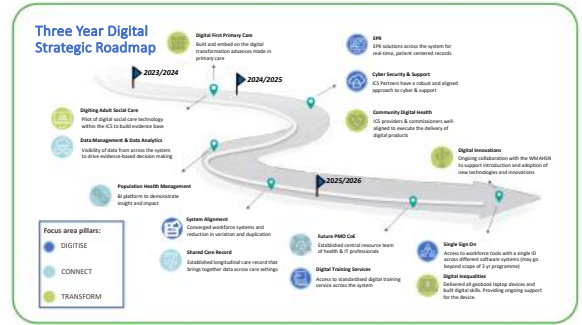 Three Year Digital
Strategic Roadmap
Digital First Primary Care
Built and embed on the digital
transformation advances made in
primary care
EPR
EPR solutions across the system for
real-time, patient centered records
2023/2024
2024/2025
Cyber Security & Support
ICS Partners have a robust and aligned
approach to cyber & support
Digiting Adult Social Care
Pilot of digital social care technology
within the ICS to build evidence base
Community Digital Health
ICS providers & commissioners well-
aligned to execute the delivery of
digital products
Data Management & Data Analytics
Visibility of data from across the system
to drive evidence-based decision making
Digital Innovations
Ongoing collaboration with the WMAHSN
to support introduction and adoption of
new technologies and innovations
Population Health Management
BI platform to demonstrate
insight and impact
2025/2026
System Alignment
Converged workforce systems and
reduction in variation and duplication
Shared Care Record
Established longitudinal care record that
brings together data across care settings
Future PMO CoE
Established central resource team
of health & IT professionals
Digital Training Services
Access to standardised digital training
service across the system
Single Sign On
Access to workforce tools with a single ID
across different software systems (may go
beyond scope of 3 yr programme)
Digital Inequalities
Delivered all geobook laptop devices and
built digital skills. Providing ongoing support
for the device.
Focus area pillars:
DIGITISE
CONNECT
TRANSFORM